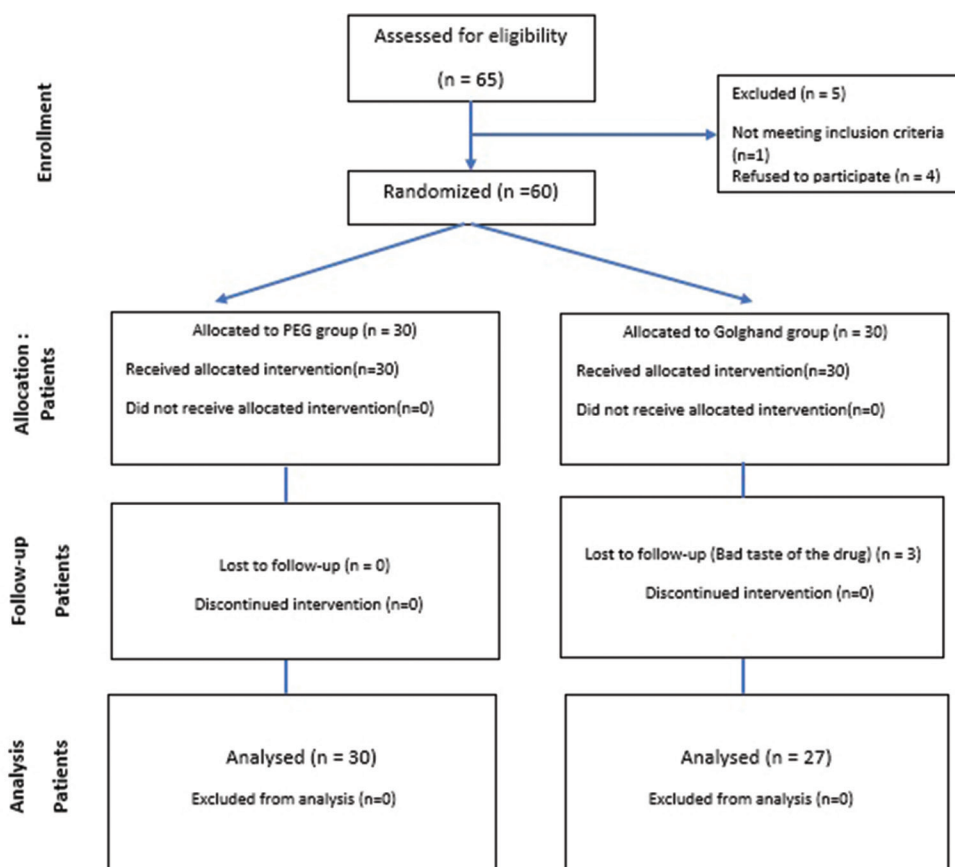 Assessed for eligibility
(n = 65)
Excluded (n = 5)
Not meeting inclusion criteria
(n=1)
Refused to participate (n = 4)
Enrollment
Randomized (n =60)
Allocation :
Patients
Allocated to PEG group (n = 30)
Received allocated intervention(n=30)
Did not receive allocated intervention(n=0)
Allocated to Golghand group (n = 30)
Received allocated intervention(n=30)
Did not receive allocated intervention(n=0)
Follow-up
Patients
Lost to follow-up (n = 0)
Discontinued intervention (n=0)
Lost to follow-up (Bad taste of the drug) (n = 3)
Discontinued intervention (n=0)
Analysis
Patients
Analysed (n = 30)
Excluded from analysis (n=0)
Analysed (n = 27)
Excluded from analysis (n=0)